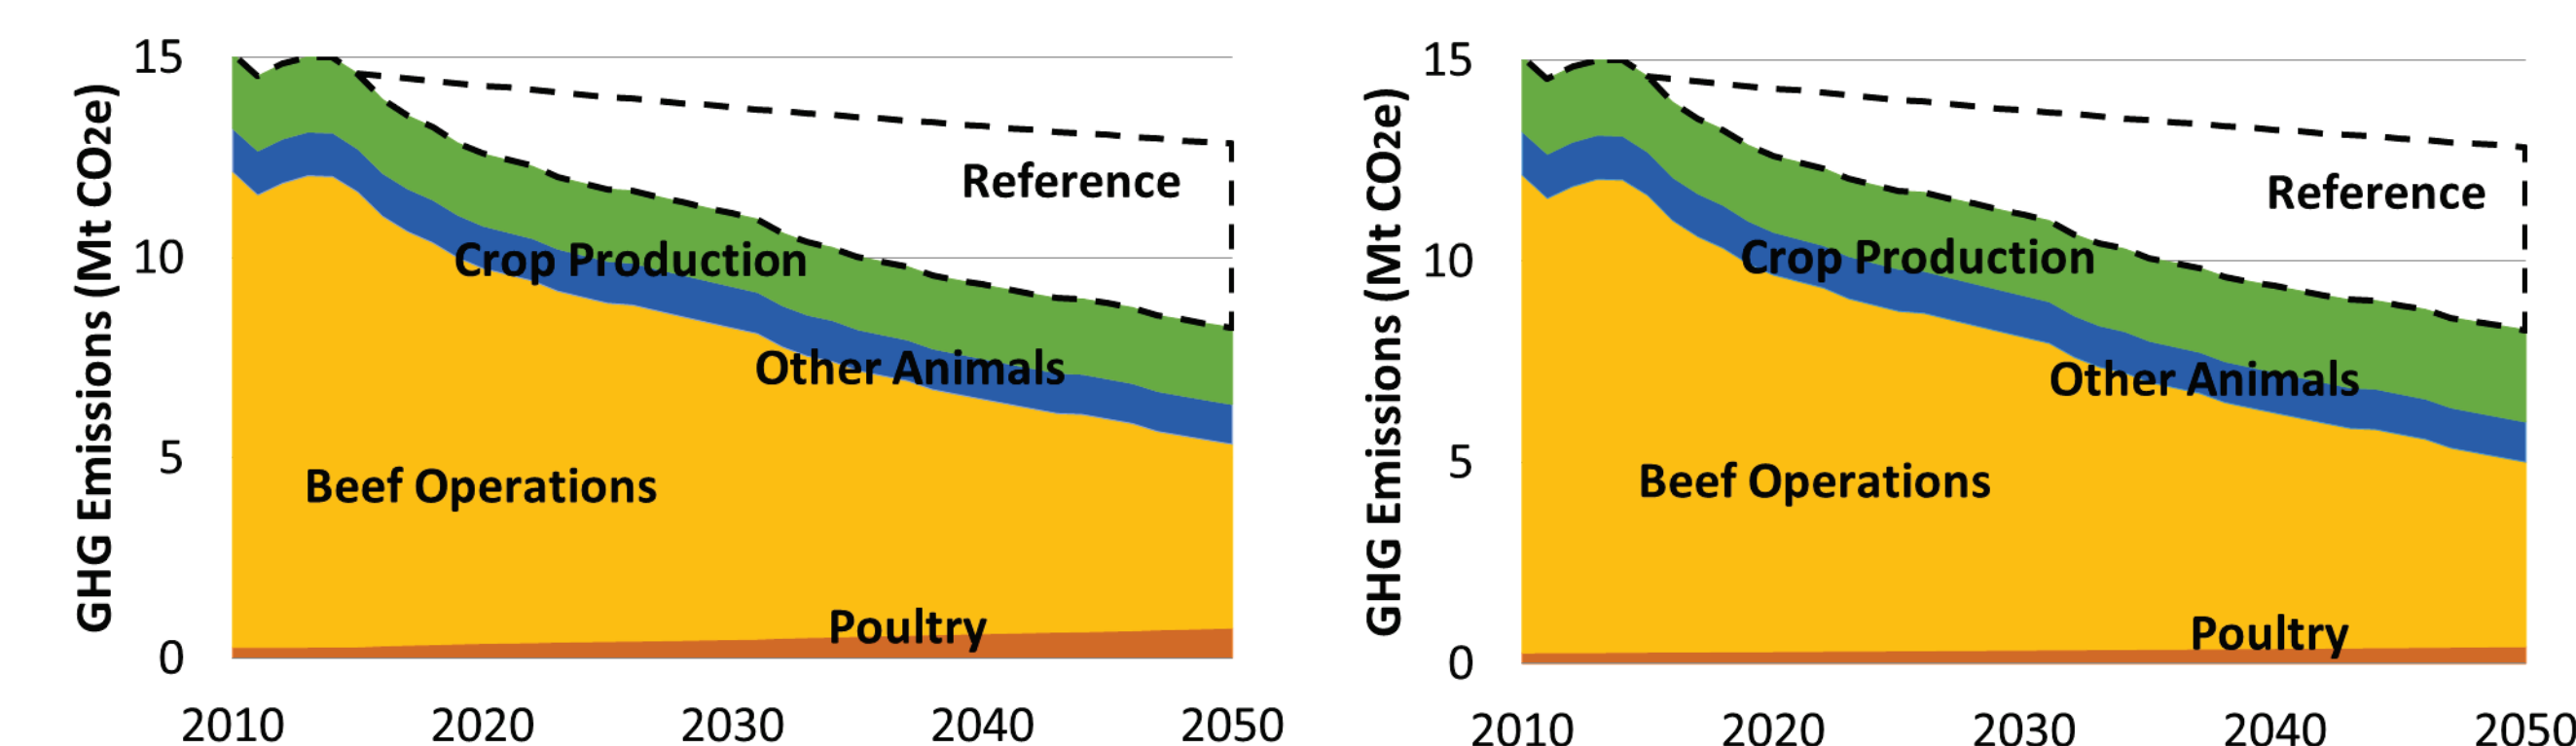 GHG Emissions (Mt CO2e)
15
10
5
0
Reference
Crop Production
Other Animals
Beef Operations
Poultry
2010 2020 2030 2040 2050
GHG Emissions (Mt CO2e)
15
10
5
0
Reference
Crop Production
Other Animals
Beef Operations
Poultry
2010 2020 2030 2040 2050